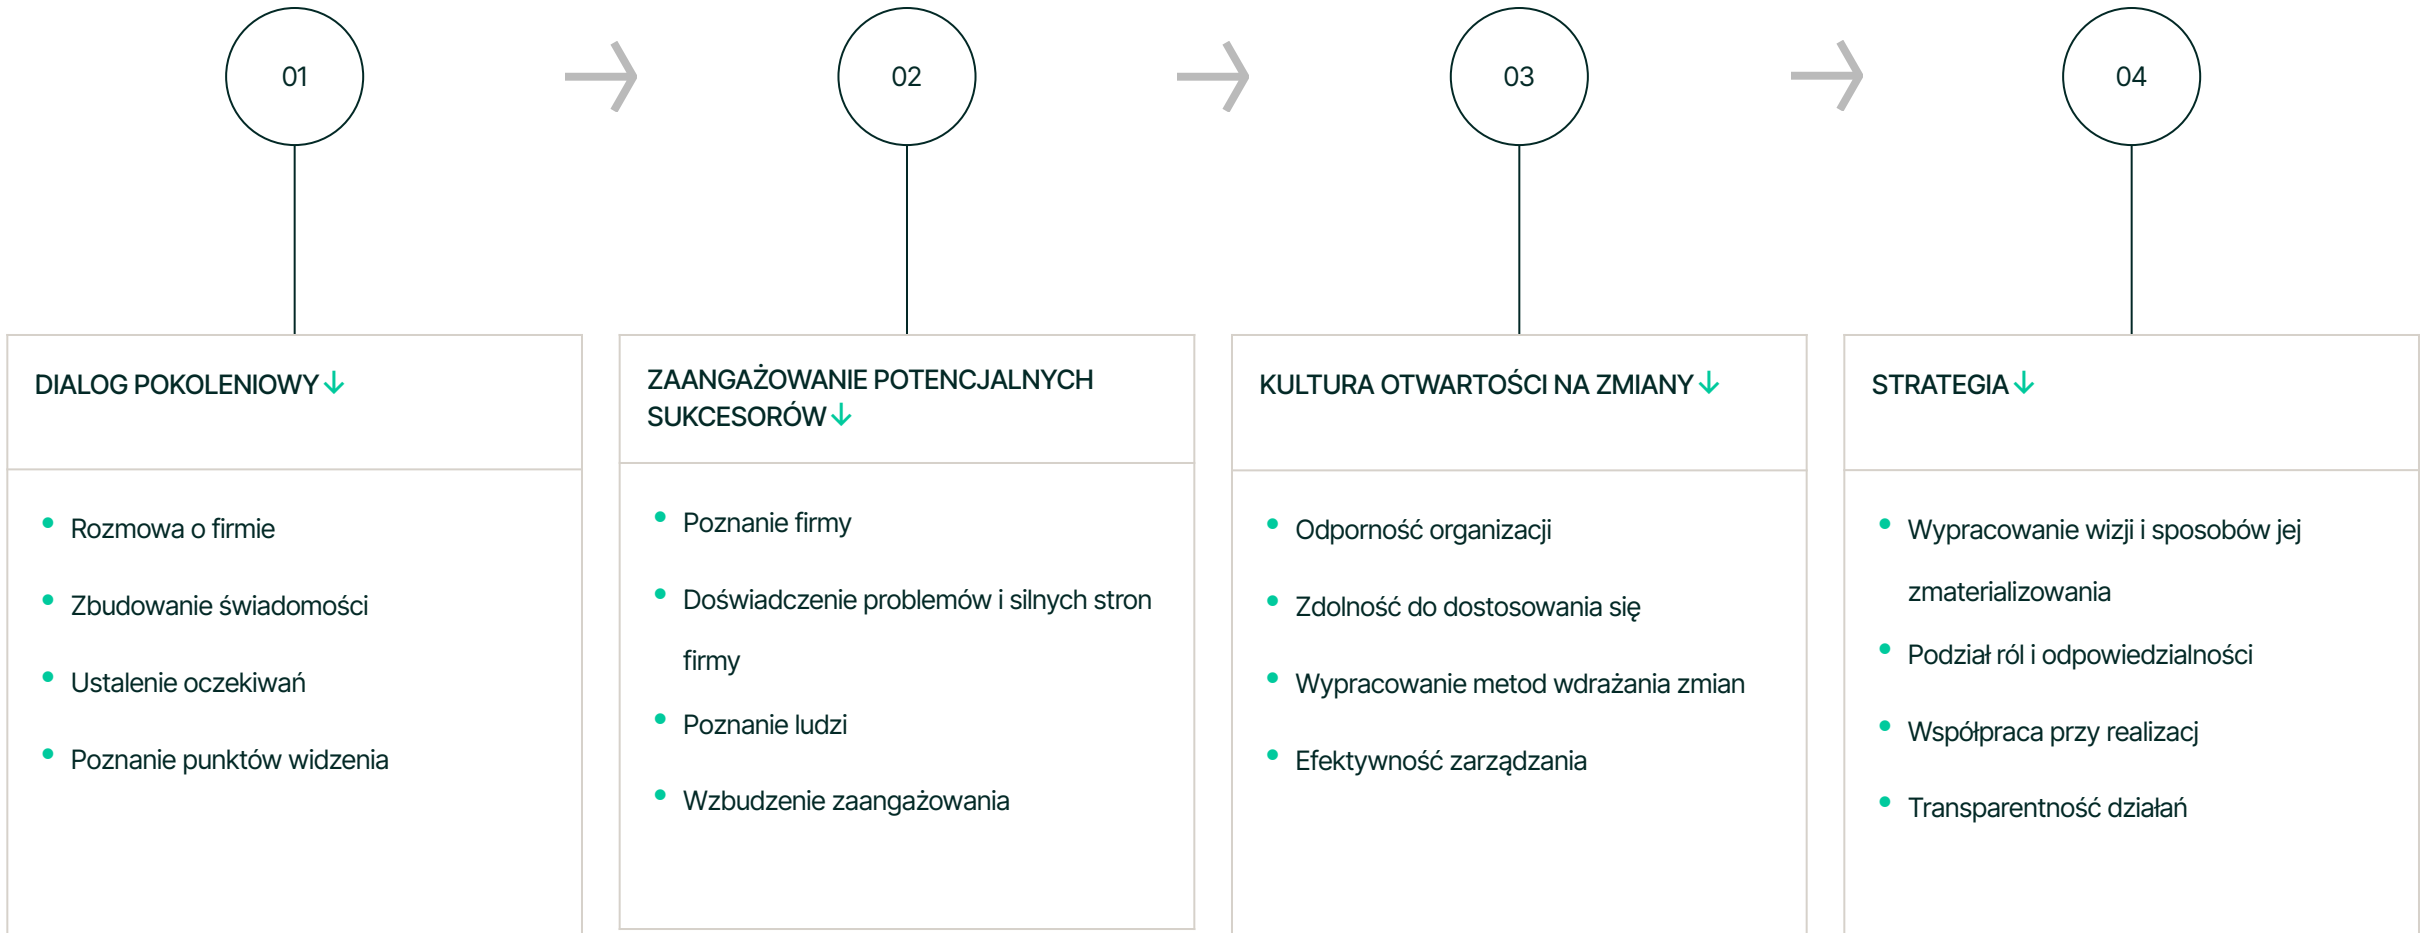 01
02
03
04
DIALOG POKOLENIOWY
Rozmowa o firmie
Zbudowanie świadomości
Ustalenie oczekiwań
Poznanie punktów widzenia
ZAANGAŻOWANIE POTENCJALNYCH
SUKCESORÓW
Poznanie firmy
Doświadczenie problemów i silnych stron
firmy
Poznanie ludzi
Wzbudzenie zaangażowania
KULTURA OTWARTOŚCI NA ZMIANY
Odporność organizacji
Zdolność do dostosowania się
Wypracowanie metod wdrażania zmian
Efektywność zarządzania
STRATEGIA
Wypracowanie wizji i sposobów jej
zmaterializowania
Podział ról i odpowiedzialności
Współpraca przy realizacj
Transparentność działań